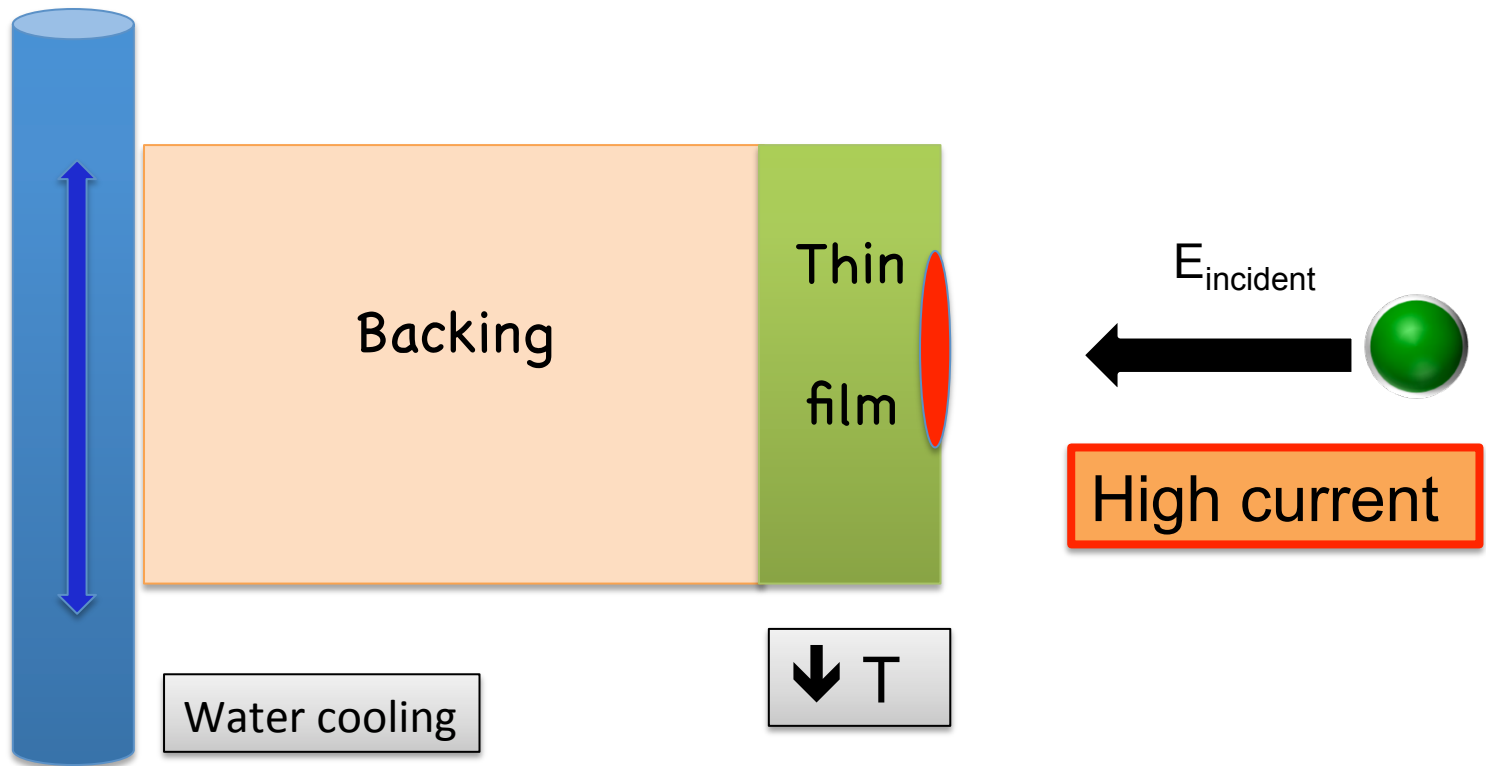 Backing
Thin
film
Eincident
High current
🡻 T
Water cooling